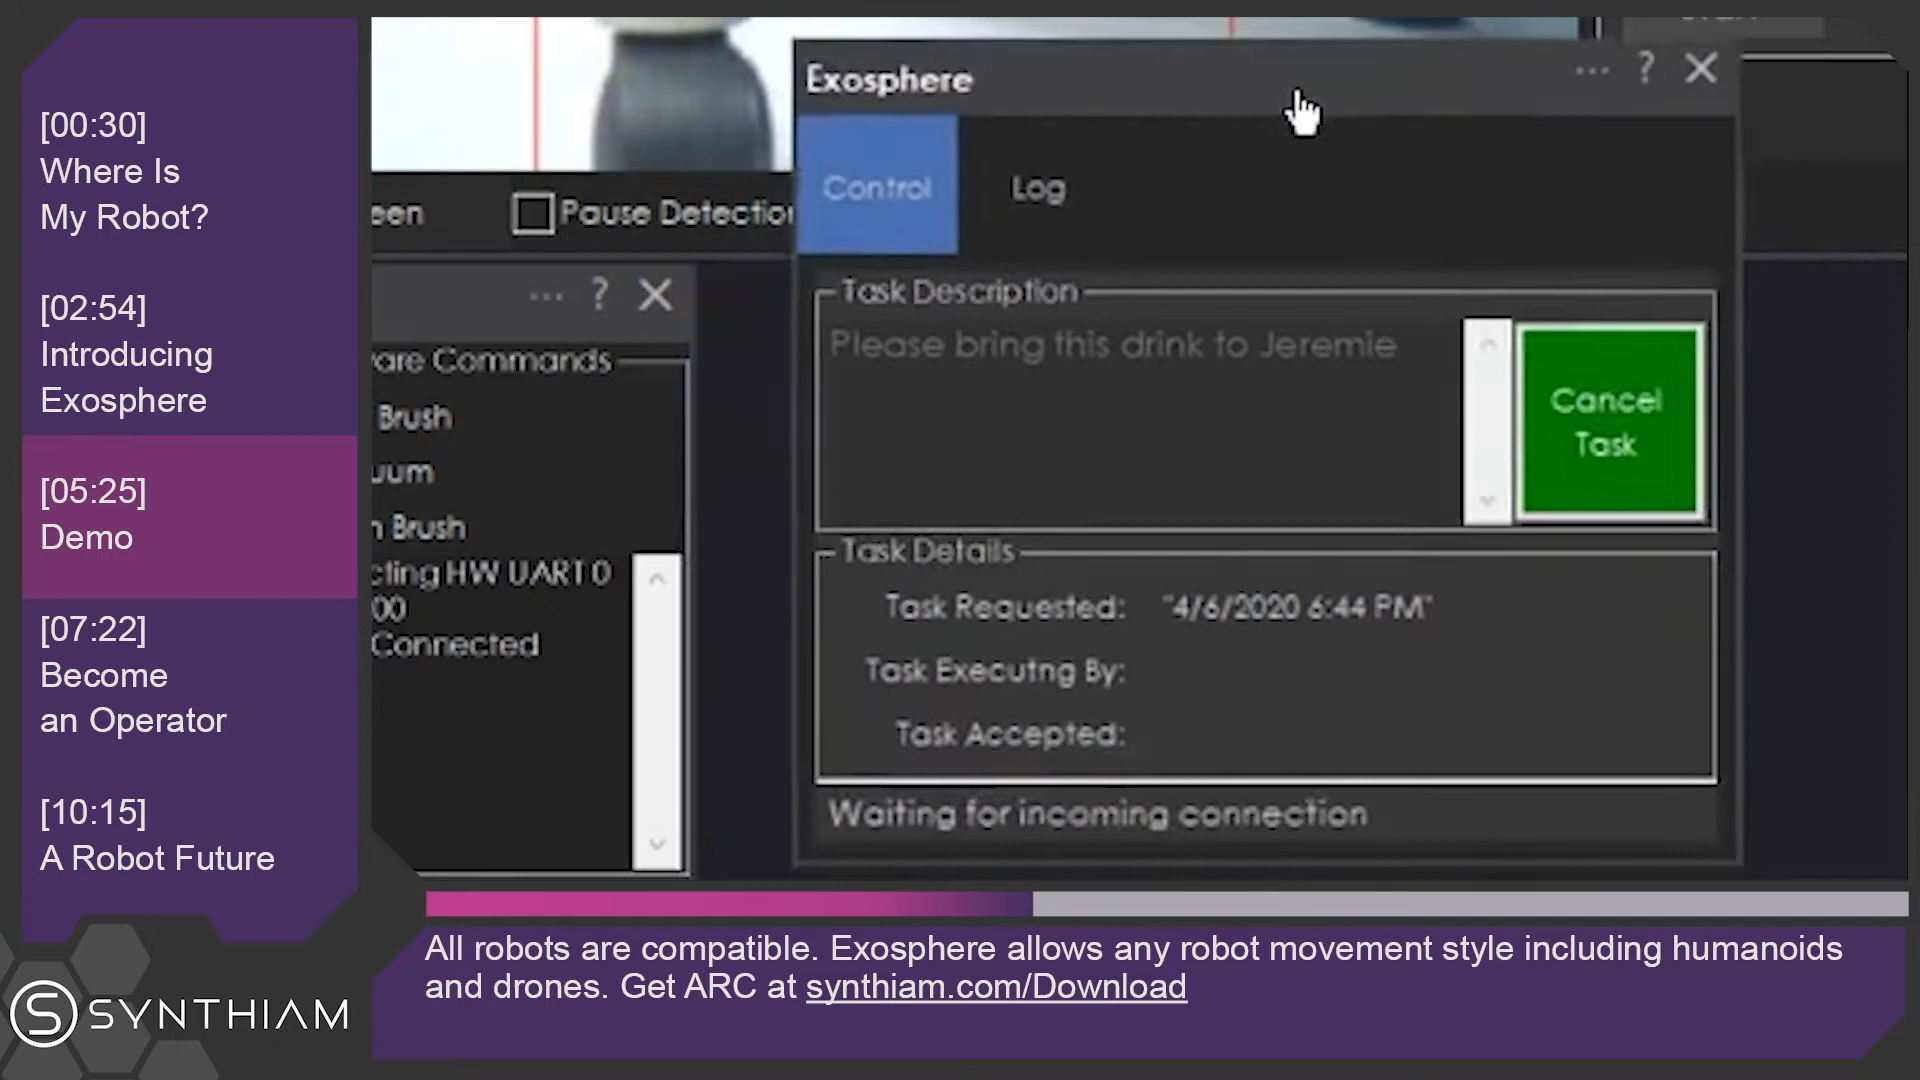 [00:30]
Where Is
My Robot?
[02:54]
Introducing
Exosphere
[05:25]
Demo
[07:22]
Become
an Operator
[10:15]
A Robot Future
SYNTHIAM
een
Pause Detection
? X
are Commands
Brush
uum
n Brush
cting HW UART 0
00
Connected
Exosphere
... ? X
Control
Log
Task Description
Please bring this drink to Jeremie
Cancel
Task
Task Details
Task Requested: "4/6/2020 6:44 PM"
Task Executng By:
Task Accepted:
Waiting for incoming connection
All robots are compatible. Exosphere allows any robot movement style including humanoids
and drones. Get ARC at synthiam.com/Download